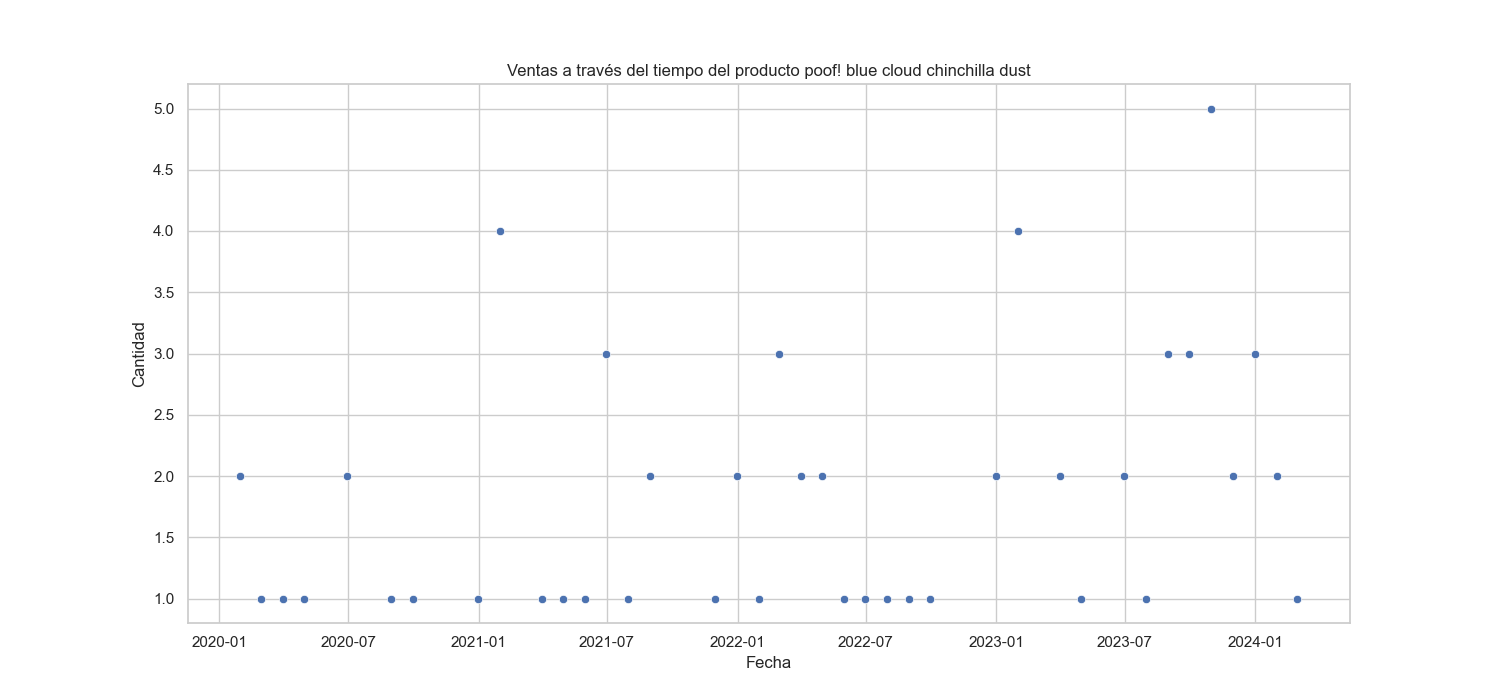 Ventas a través del tiempo del producto poof! blue cloud chinchilla dust
5.0
4.5
4.0
3.5
3.0
2.5
2.0
1.5
1.0
Cantidad
2020-01 2020-07 2021-01 2021-07 2022-01 2022-07 2023-01 2023-07 2024-01
Fecha